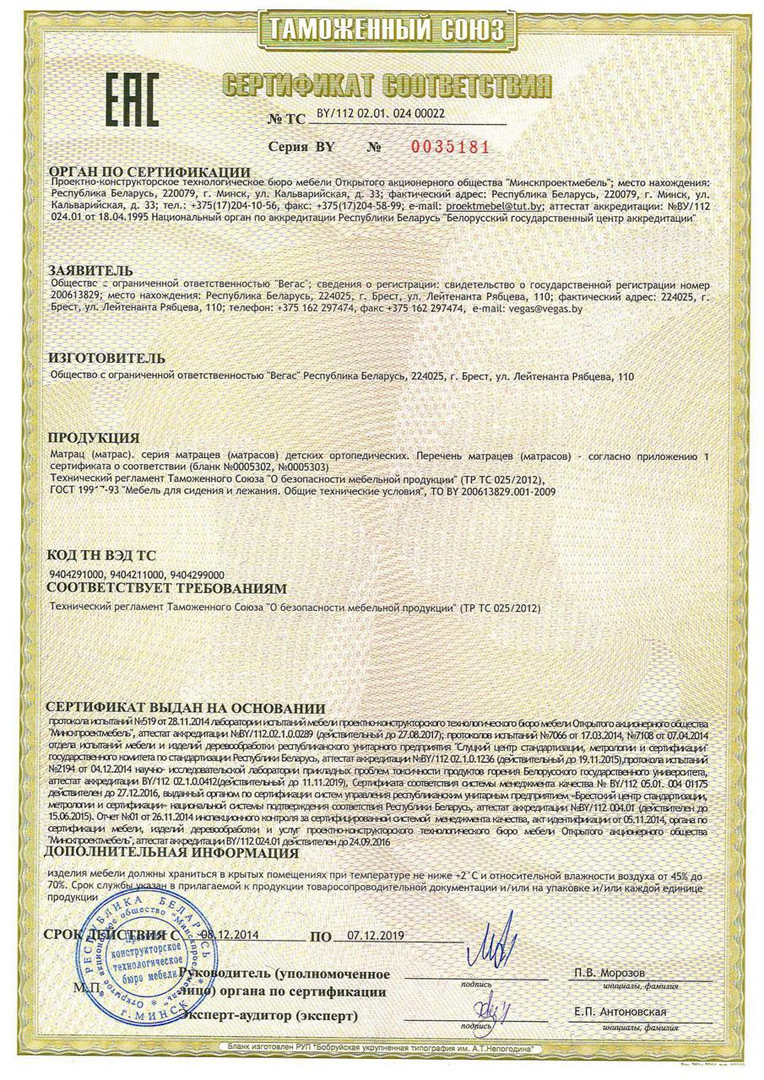 ТАМОЖЕННЫЙ СОЮЗ
EAC
СЕРТИФИКАТ СООТВЕТСТВИЯ
№ ТС BY/112 02.01. 024 00022
Серия BY № 0035181
ОРГАН ПО СЕРТИФИКАЦИИ
Проектно-конструкторское технологическое бюро мебели Открытого акционерного общества "Минскпроектмебель"; место нахождения:
Республика Беларусь, 220079, г. Минск, ул. Кальварийская, д. 33; фактический адрес: Республика Беларусь, 220079, г. Минск, ул.
Кальварийская, д. 33; тел.: +375(17)204-10-56, факс: +375(17)204-58-99; e-mail: proektmebel@tut.by; аттестат аккредитации: №BY/112
024.01 от 18.04.1995 Национальный орган по аккредитации Республики Беларусь "Белорусский государственный центр аккредитации"
ЗАЯВИТЕЛЬ
Общество с ограниченной ответственностью "Вегас"; сведения о регистрации: свидетельство о государственной регистрации номер
200613829; место нахождения: Республика Беларусь, 224025, г. Брест, ул. Лейтенанта Рябцева, 110; фактический адрес: 224025, г.
Брест, ул. Лейтенанта Рябцева, 110; телефон: +375 162 297474, факс +375 162 297474, e-mail: vegas@vegas.by
ИЗГОТОВИТЕЛЬ
Общество с ограниченной ответственностью "Вегас" Республика Беларусь, 224025, г. Брест, ул. Лейтенанта Рябцева, 110
ПРОДУКЦИЯ
Матрац (матрас). серия матрацев (матрасов) детских ортопедических. Перечень матрацев (матрасов) - согласно приложению 1
сертификата о соответствии (бланк №0005302, №0005303)
Технический регламент Таможенного Союза "О безопасности мебельной продукции" (ТР ТС 025/2012),
ГОСТ "Мебель для сидения и лежания. Общие технические условия", ТО BY 200613829.001-2009
КОД ТН ВЭД ТС
9404291000, 9404211000, 9404299000
СООТВЕТСТВУЕТ ТРЕБОВАНИЯМ
Технический регламент Таможенного Союза "О безопасности мебельной продукции" (ТР ТС 025/2012)
СЕРТИФИКАТ ВЫДАН НА ОСНОВАНИИ
протокола испытаний №519 от 28.11.2014 лаборатории испытаний мебели проектно-конструкторского технологического бюро мебели Открытого акционерного общества
"Минскпроектмебель", аттестат аккредитации №BY/112 02.1.0.0289 (действительный до 27.08.2017); протоколов испытаний №7066 от 17.03.2014, №7108 от 07.04.2014
отдела испытаний мебели и изделий деревообработки республиканского унитарного предприятия "Слуцкий центр стандартизации, метрологии и сертификации"
государственного комитета по стандартизации Республики Беларусь, аттестат аккредитации №BY/112 02.1.0.1236 (действительный до 19.11.2015),протокола испытаний
№2194 от 04.12.2014 научно- исследовательской лаборатории прикладных проблем токсичности продуктов горения Белорусского государственного университета,
аттестат аккредитации BY/112 02.1.0.0412(действительный до 11.11.2019), Сертификата соответствия системы менеджмента качества № BY/112 05.01. 004 01175
действителен до 27.12.2016, выданный органом по сертификации систем управления республиканским унитарным предприятием «Брестский центр стандартизации,
метрологии и сертификации» национальной системы подтверждения соответствия Республики Беларусь, аттестат аккредитации №BY/112 004.01 (действителен до
15.06.2015). Отчет №01 от 26.11.2014 инспекционного контроля за сертифицированной системой менеджмента качества, акт идентификации от 05.11.2014, органа по
сертификации мебели, изделий деревообработки и услуг проектно-конструкторского технологического бюро мебели Открытого акционерного общества
"Минскпроектмебель", аттестат аккредитации BY/112 024.01 действителен до 24.09.2016
ДОПОЛНИТЕЛЬНАЯ ИНФОРМАЦИЯ
изделия мебели должны храниться в крытых помещениях при температуре не ниже +2°С и относительной влажности воздуха от 45% до
70%. Срок службы указан в прилагаемой к продукции товаросопроводительной документации и/или на упаковке и/или каждой единице
продукции
СРОК ДЕЙСТВИЯ С 08.12.2014 ПО 07.12.2019
РЕСПУБЛИКА БЕЛАРУСЬ
Открытое акционерное общество "Минскпроектмебель"
Проектно-
конструкторское
технологическое
бюро мебели
г. МИНСК
М.П.
Руководитель (уполномоченное
лицо) органа по сертификации
подпись
П.В. Морозов
инициалы, фамилия
Эксперт-аудитор (эксперт)
подпись
Е.П. Антоновская
инициалы, фамилия
Бланк изготовлен РУП "Бобруйская укрупненная типография им. А.Т.Непогодина"